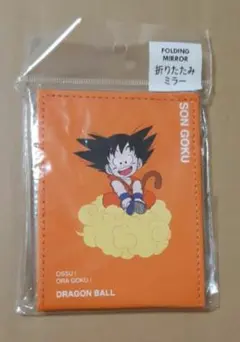 FOLDING
MIRROR
折りたたみ
ミラー
SON GOKU
OSSU!
ORA GOKU!
DRAGON BALL